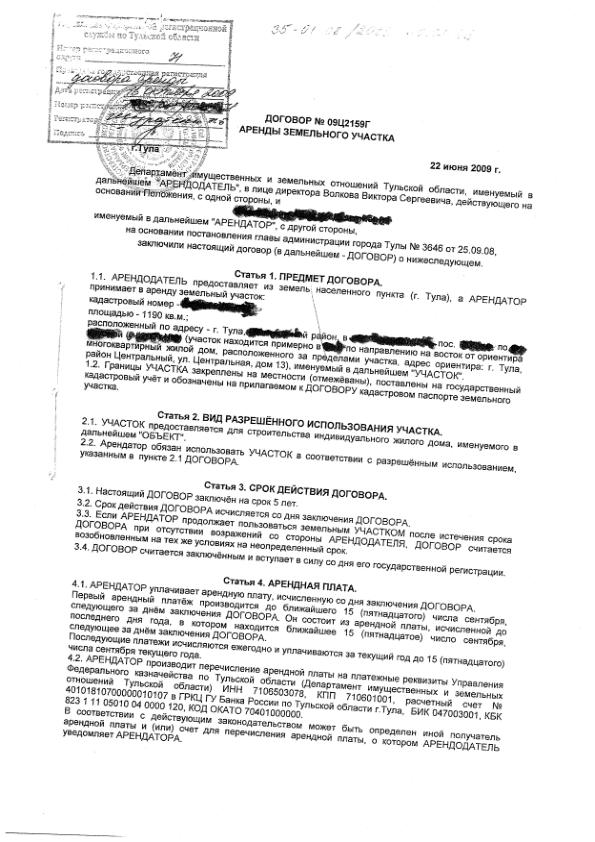 регистрационной
службы по Тульской области
Номер регистрационного
округа 71
государственная регистрация
договора аренды
Дата регистрации
Номер регистрации
Регистратор
Подпись
г.Тула
ДОГОВОР № 09Ц2159Г
АРЕНДЫ ЗЕМЕЛЬНОГО УЧАСТКА
22 июня 2009 г.
Департамент имущественных и земельных отношений Тульской области, именуемый в
дальнейшем "АРЕНДОДАТЕЛЬ", в лице директора Волкова Виктора Сергеевича, действующего на
основании Положения, с одной стороны, и
именуемый в дальнейшем "АРЕНДАТОР", с другой стороны,
на основании постановления главы администрации города Тулы № 3646 от 25.09.08,
заключили настоящий договор (в дальнейшем - ДОГОВОР) о нижеследующем.
Статья 1. ПРЕДМЕТ ДОГОВОРА.
1.1. АРЕНДОДАТЕЛЬ предоставляет из земель населенного пункта (г. Тула), а АРЕНДАТОР
принимает в аренду земельный участок:
кадастровый номер -
площадью - 1190 кв.м.;
расположенный по адресу - г. Тула, й район, в пос. по
(участок находится примерно в по направлению на восток от ориентира
многоквартирный жилой дом, расположенного за пределами участка, адрес ориентира: г. Тула,
район Центральный, ул. Центральная, дом 13), именуемый в дальнейшем "УЧАСТОК".
1.2. Границы УЧАСТКА закреплены на местности (отмежёваны), поставлены на государственный
кадастровый учёт и обозначены на прилагаемом к ДОГОВОРУ кадастровом паспорте земельного
участка.
Статья 2. ВИД РАЗРЕШЁННОГО ИСПОЛЬЗОВАНИЯ УЧАСТКА.
2.1. УЧАСТОК предоставляется для строительства индивидуального жилого дома, именуемого в
дальнейшем "ОБЪЕКТ".
2.2. Арендатор обязан использовать УЧАСТОК в соответствии с разрешённым использованием,
указанным в пункте 2.1 ДОГОВОРА.
Статья 3. СРОК ДЕЙСТВИЯ ДОГОВОРА.
3.1. Настоящий ДОГОВОР заключён на срок 5 лет.
3.2. Срок действия ДОГОВОРА исчисляется со дня заключения ДОГОВОРА.
3.3. Если АРЕНДАТОР продолжает пользоваться земельным УЧАСТКОМ после истечения срока
ДОГОВОРА при отсутствии возражений со стороны АРЕНДОДАТЕЛЯ, ДОГОВОР считается
возобновленным на тех же условиях на неопределенный срок.
3.4. ДОГОВОР считается заключённым и вступает в силу со дня его государственной регистрации.
Статья 4. АРЕНДНАЯ ПЛАТА.
4.1. АРЕНДАТОР уплачивает арендную плату, исчисленную со дня заключения ДОГОВОРА.
Первый арендный платёж производится до ближайшего 15 (пятнадцатого) числа сентября,
следующего за днём заключения ДОГОВОРА. Он состоит из арендной платы, исчисленной до
последнего дня года, в котором находится ближайшее 15 (пятнадцатое) число сентября,
следующее за днём заключения ДОГОВОРА.
Последующие платежи исчисляются ежегодно и уплачиваются за текущий год до 15 (пятнадцатого)
числа сентября текущего года.
4.2. АРЕНДАТОР производит перечисление арендной платы на платежные реквизиты Управления
Федерального казначейства по Тульской области (Департамент имущественных и земельных
отношений Тульской области) ИНН 7106503078, КПП 710601001, расчетный счет №
40101810700000010107 в ГРКЦ ГУ Банка России по Тульской области г.Тула, БИК 047003001, КБК
823 1 11 05010 04 0000 120, КОД ОКАТО 70401000000.
В соответствии с действующим законодательством может быть определен иной получатель
арендной платы и (или) счет для перечисления арендной платы, о котором АРЕНДОДАТЕЛЬ
уведомляет АРЕНДАТОРА.